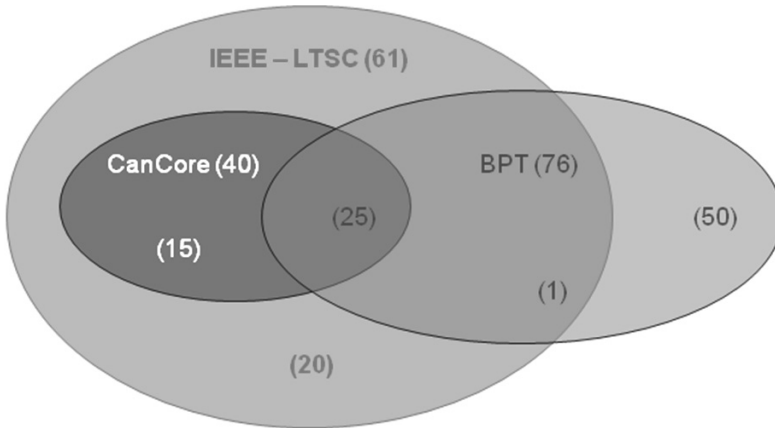 IEEE – LTSC (61)
CanCore (40)
BPT (76)
(25)
(50)
(15)
(1)
(20)